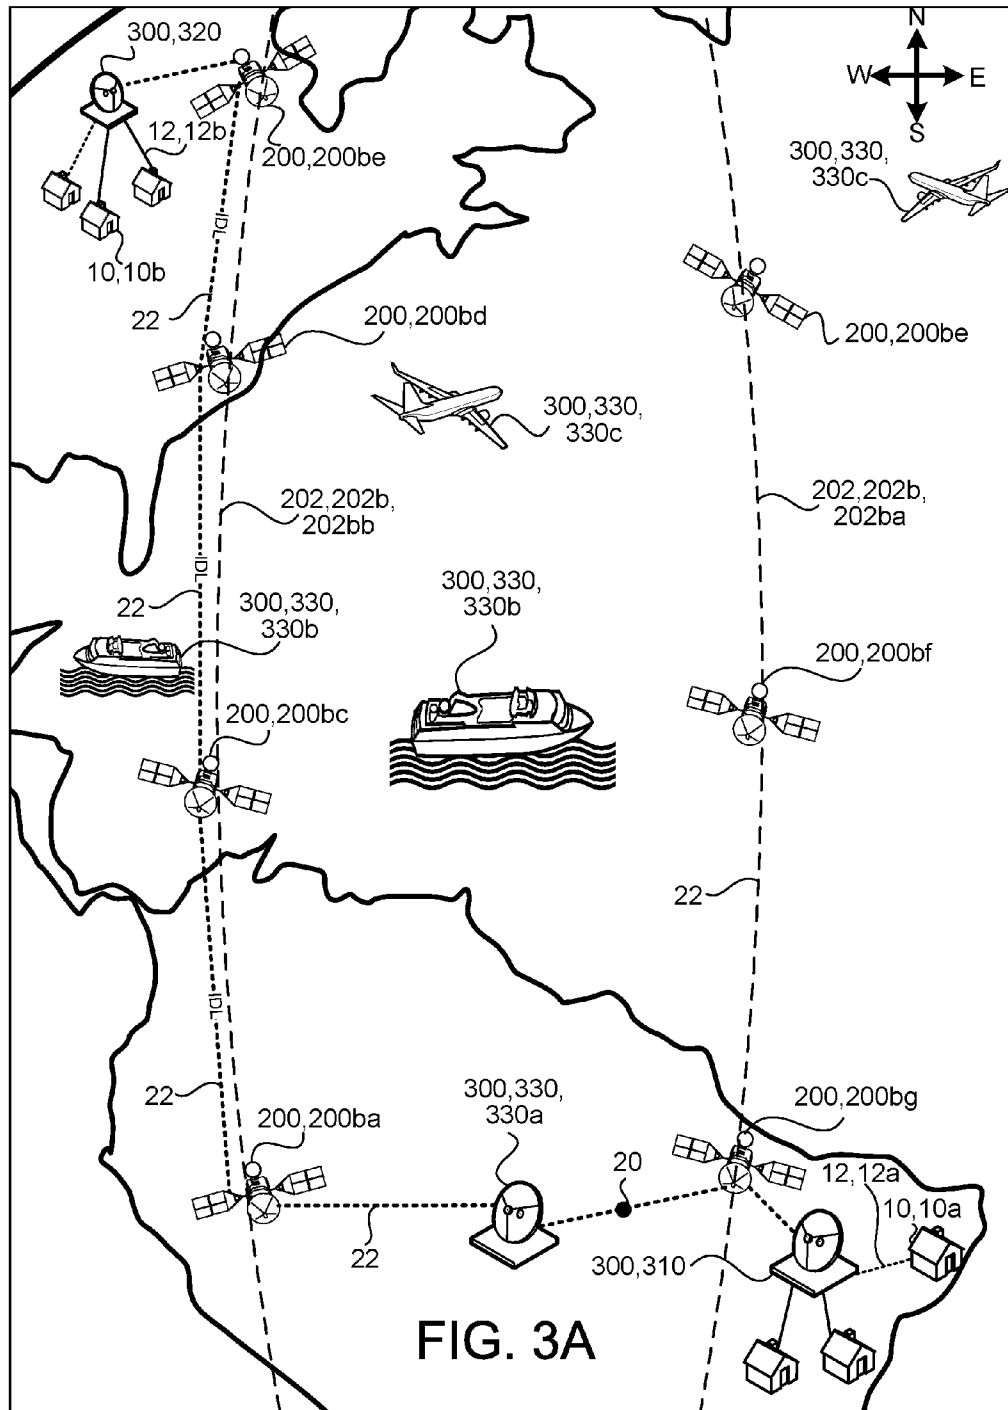 300,320
N
W
E
S
12,12b
200,200be
300,330,
330c
IDL
10,10b
22
200,200bd
200,200be
300,330,
330c
202,202b,
202bb
202,202b,
202ba
IDL
22
300,330,
330b
300,330,
330b
200,200bf
200,200bc
22
IDL
22
200,200ba
300,330,
330a
200,200bg
20
12,12a
10,10a
22
300,310
FIG. 3A